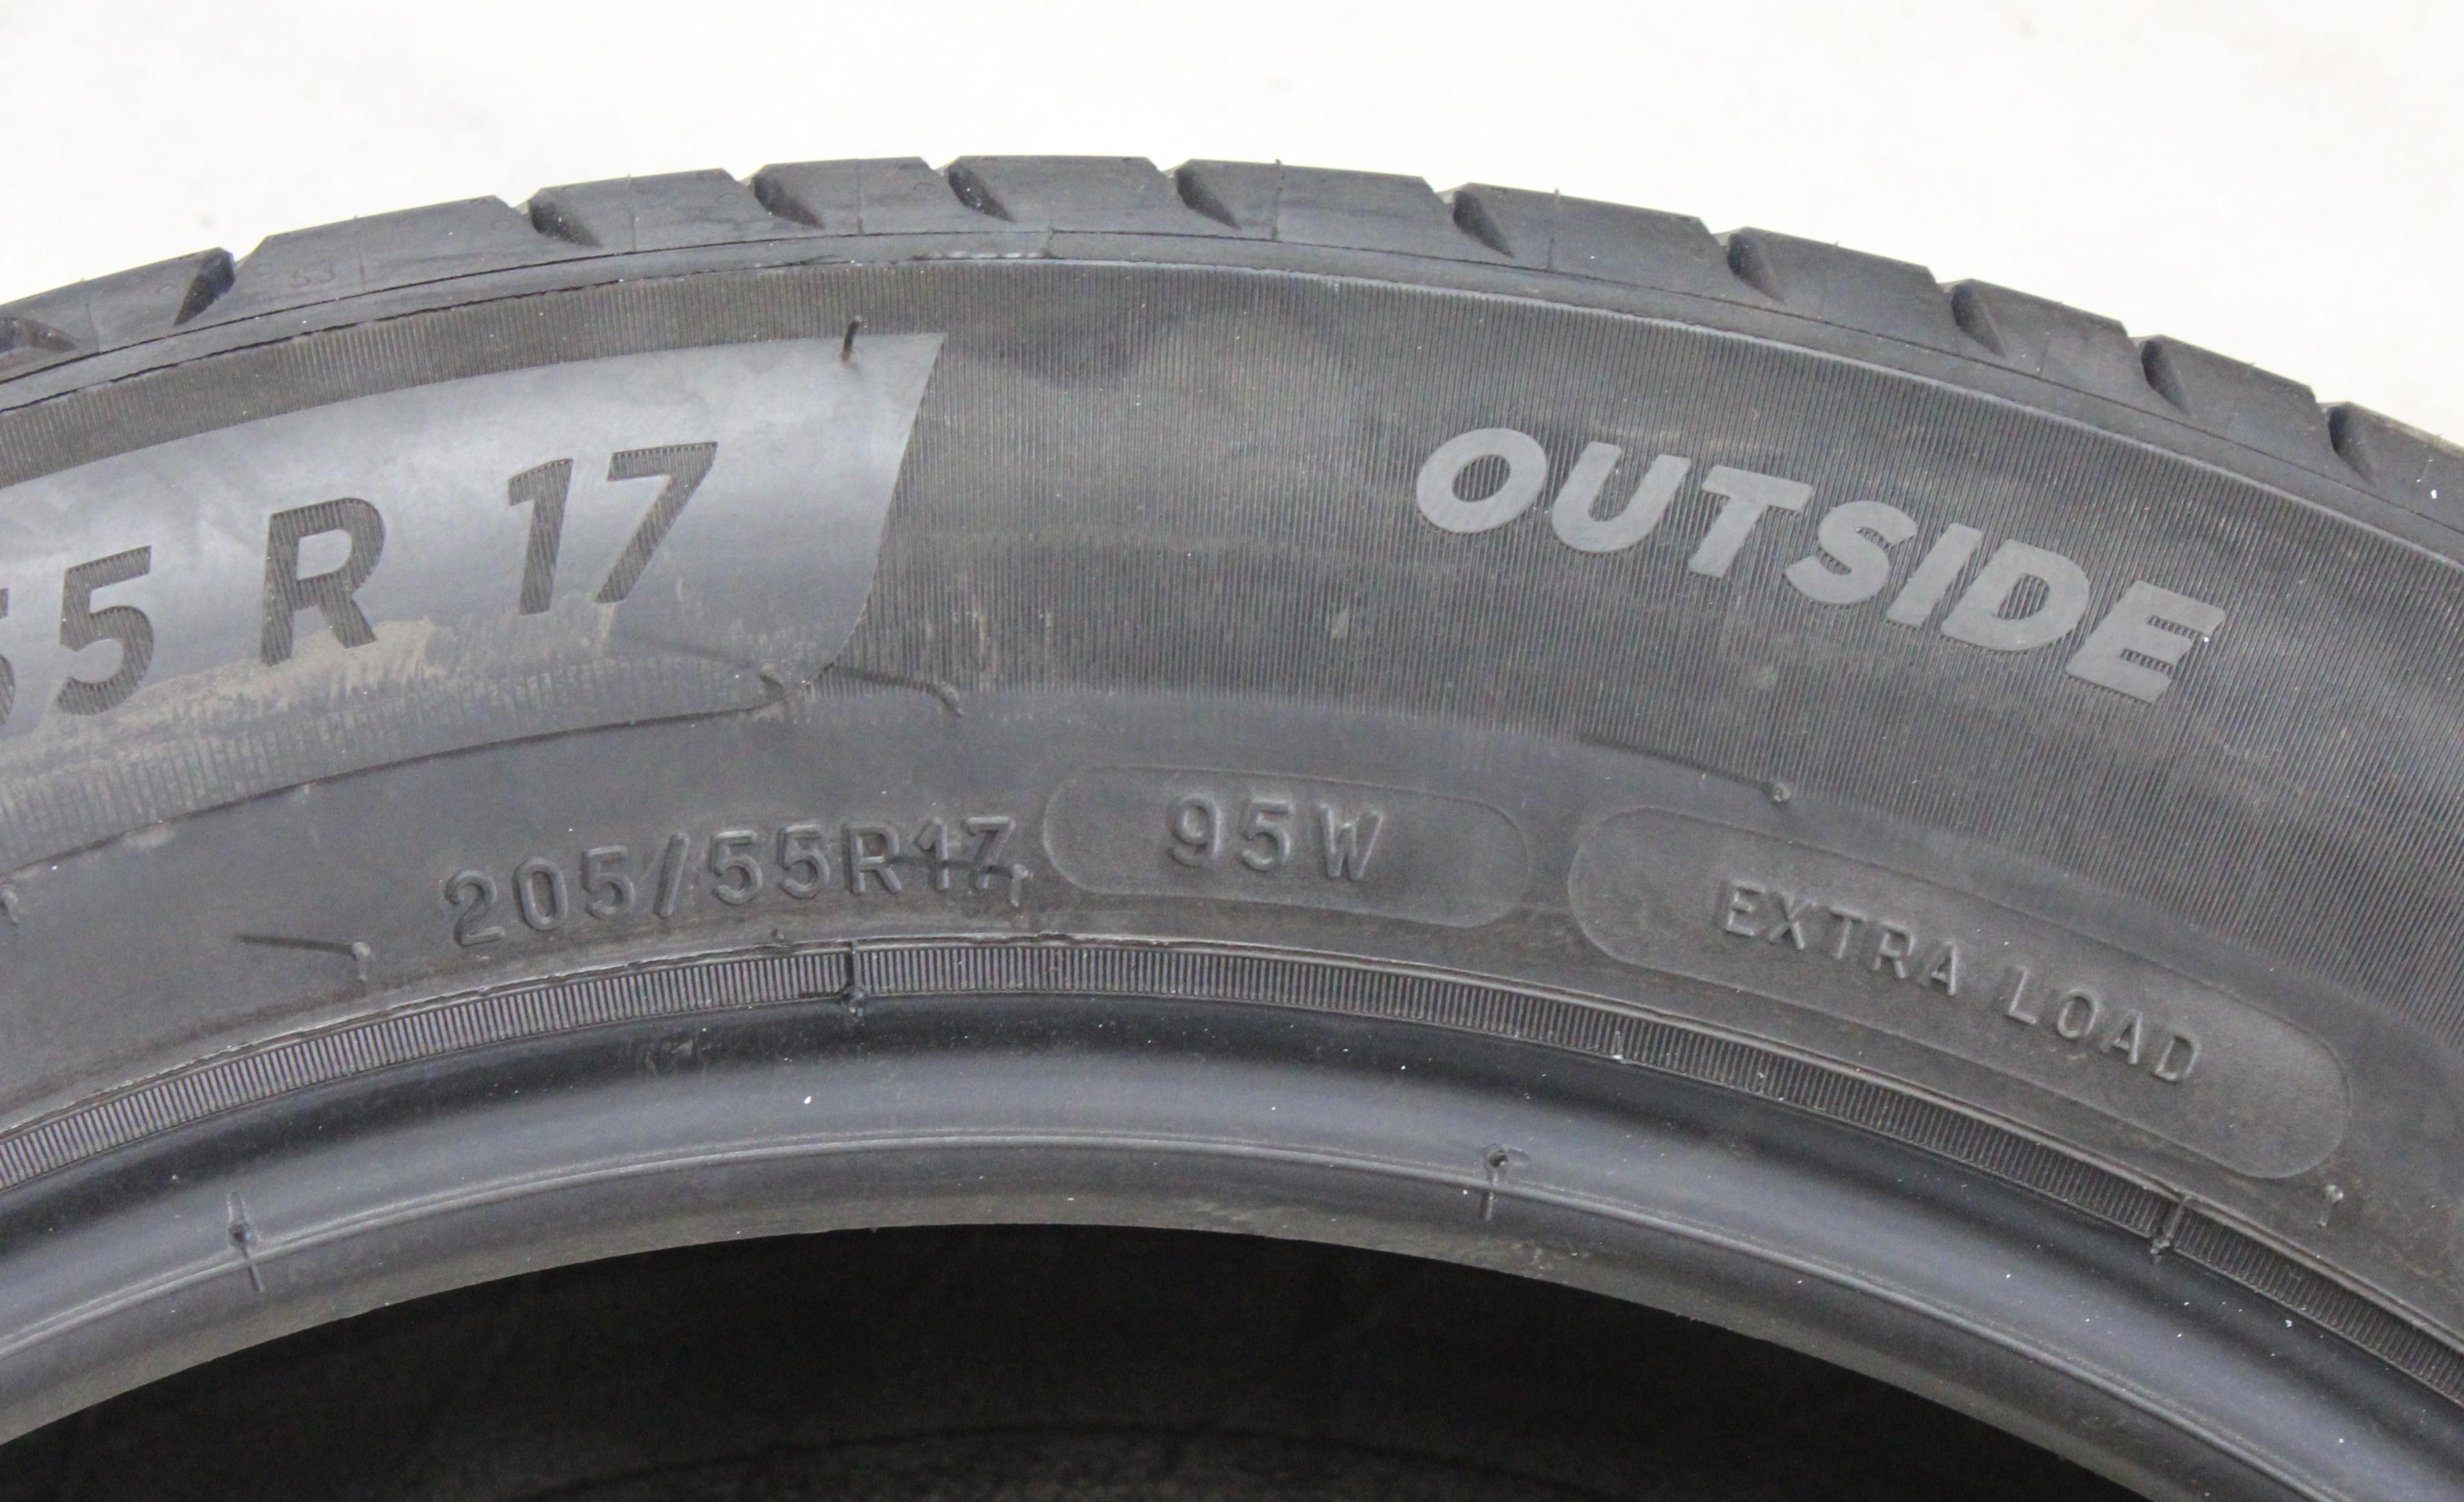 55 R 17
OUTSIDE
205/55R17
95W
EXTRA LOAD